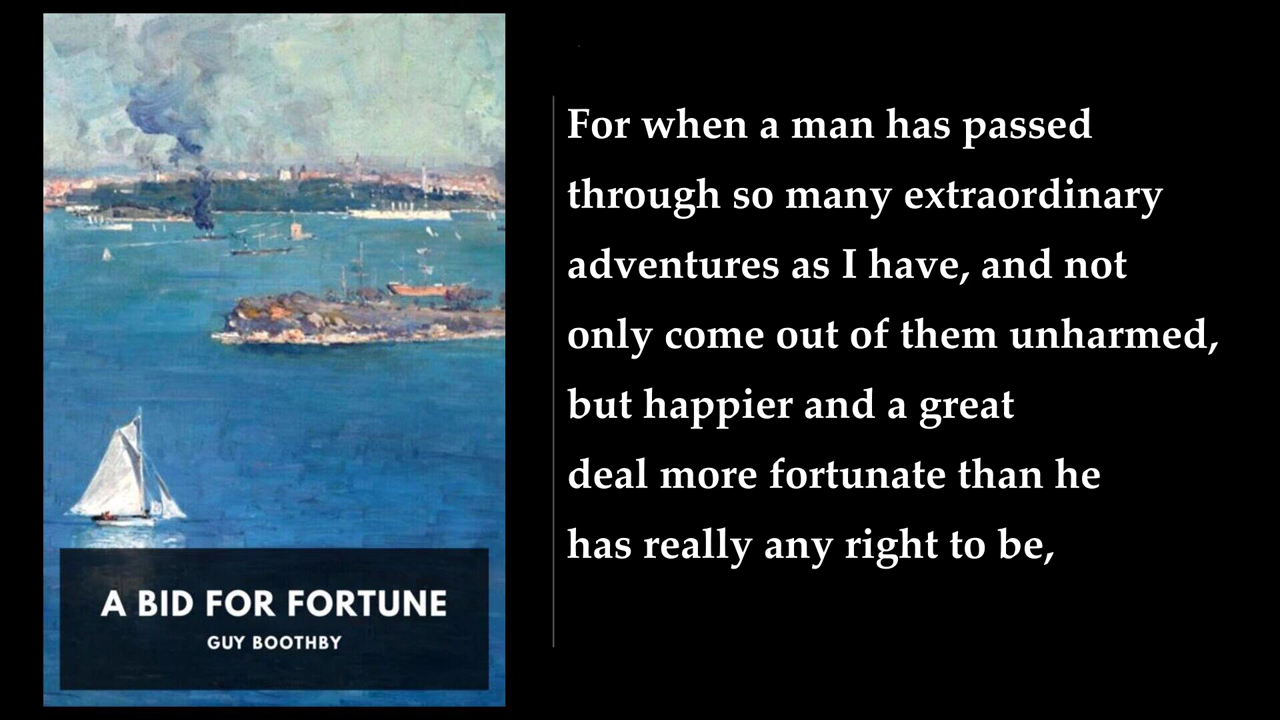 A BID FOR FORTUNE
GUY BOOTHBY
For when a man has passed
through so many extraordinary
adventures as I have, and not
only come out of them unharmed,
but happier and a great
deal more fortunate than he
has really any right to be,